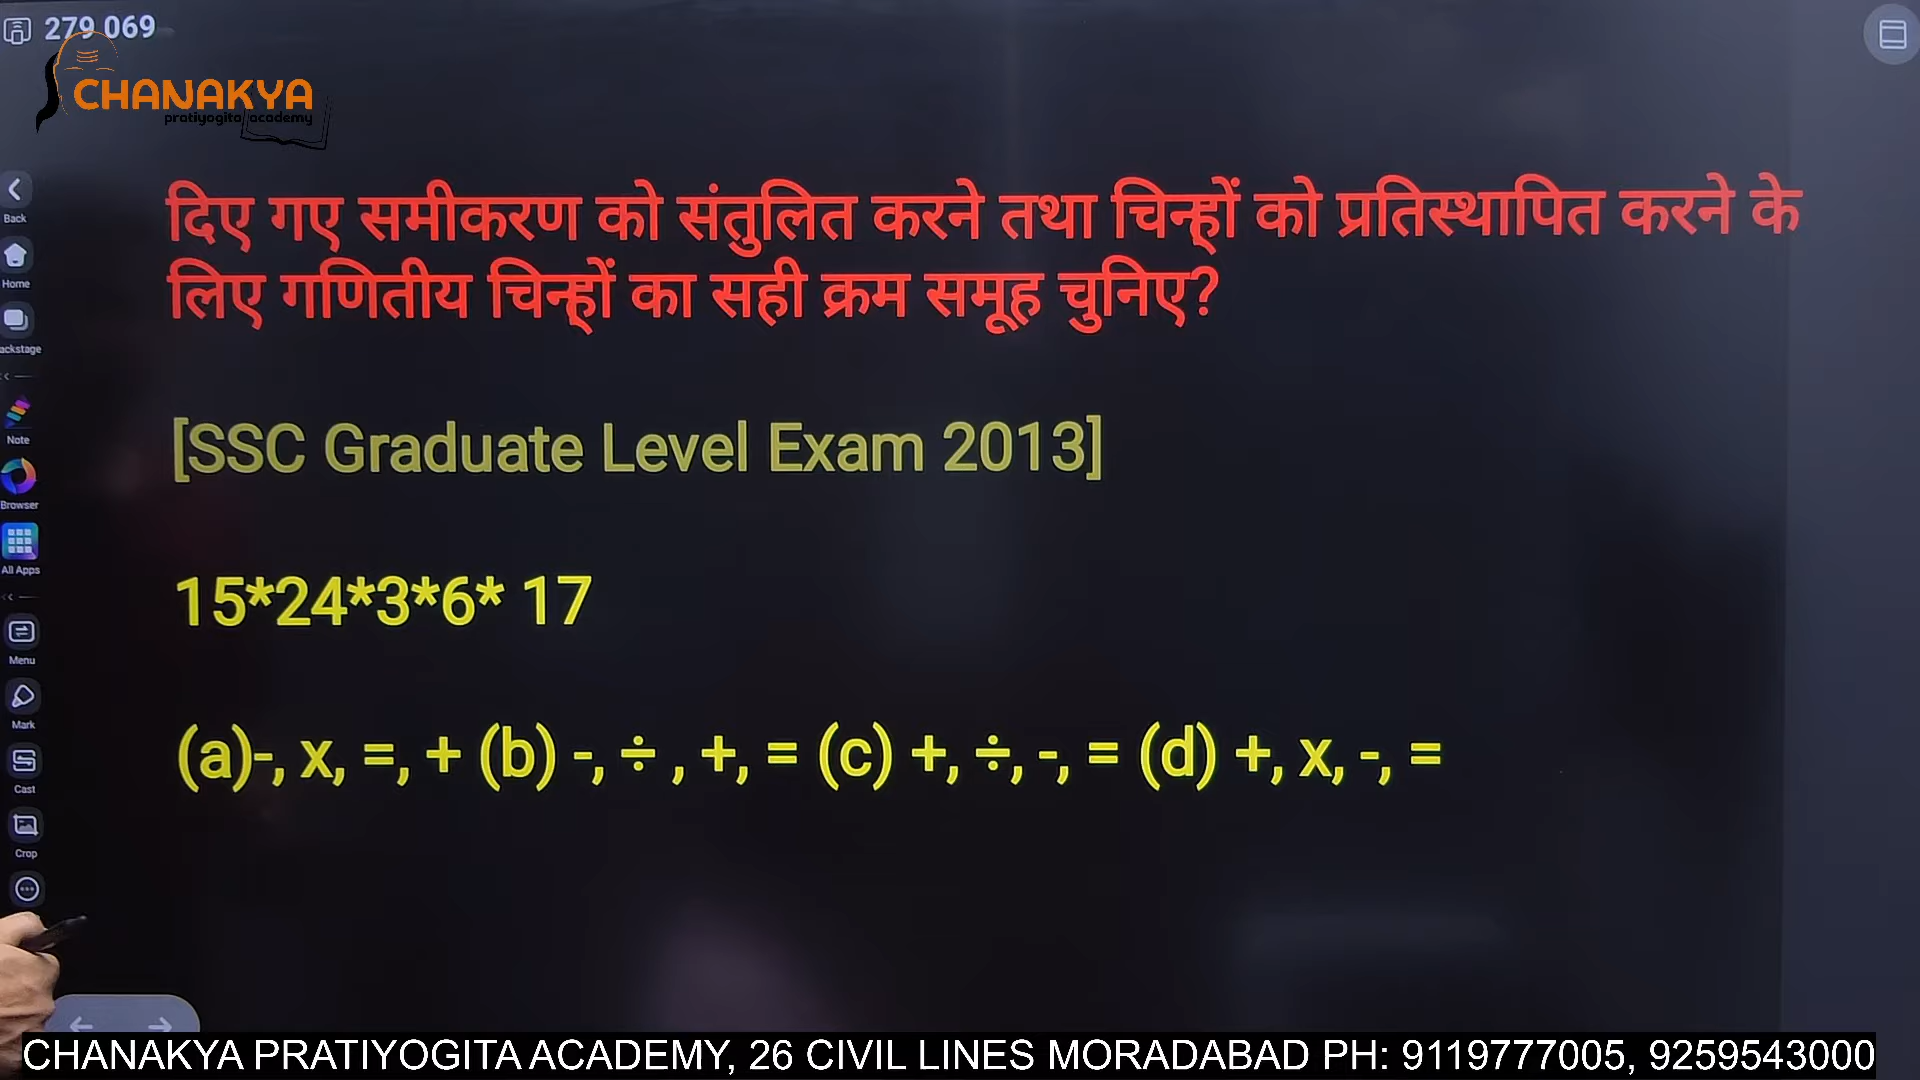 279 069
CHANAKYA
pratiyogita academy
दिए गए समीकरण को संतुलित करने तथा चिन्हों को प्रतिस्थापित करने के
लिए गणितीय चिन्हों का सही क्रम समूह चुनिए?
[SSC Graduate Level Exam 2013]
15*24*3*6* 17
(a)-, x, =, + (b) -, ÷ , +, = (c) +, ÷, -, = (d) +, x, -, =
Back
Home
ackstage
Note
Browser
All Apps
Menu
Mark
Cast
Crop
CHANAKYA PRATIYOGITA ACADEMY, 26 CIVIL LINES MORADABAD PH: 9119777005, 9259543000